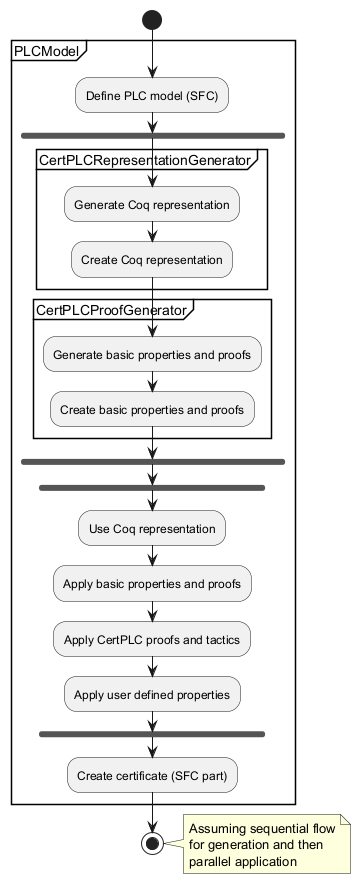 PLCModel
Define PLC model (SFC)
CertPLCRepresentationGenerator
Generate Coq representation
Create Coq representation
CertPLCProofGenerator
Generate basic properties and proofs
Create basic properties and proofs
Use Coq representation
Apply basic properties and proofs
Apply CertPLC proofs and tactics
Apply user defined properties
Create certificate (SFC part)
Assuming sequential flow
for generation and then
parallel application